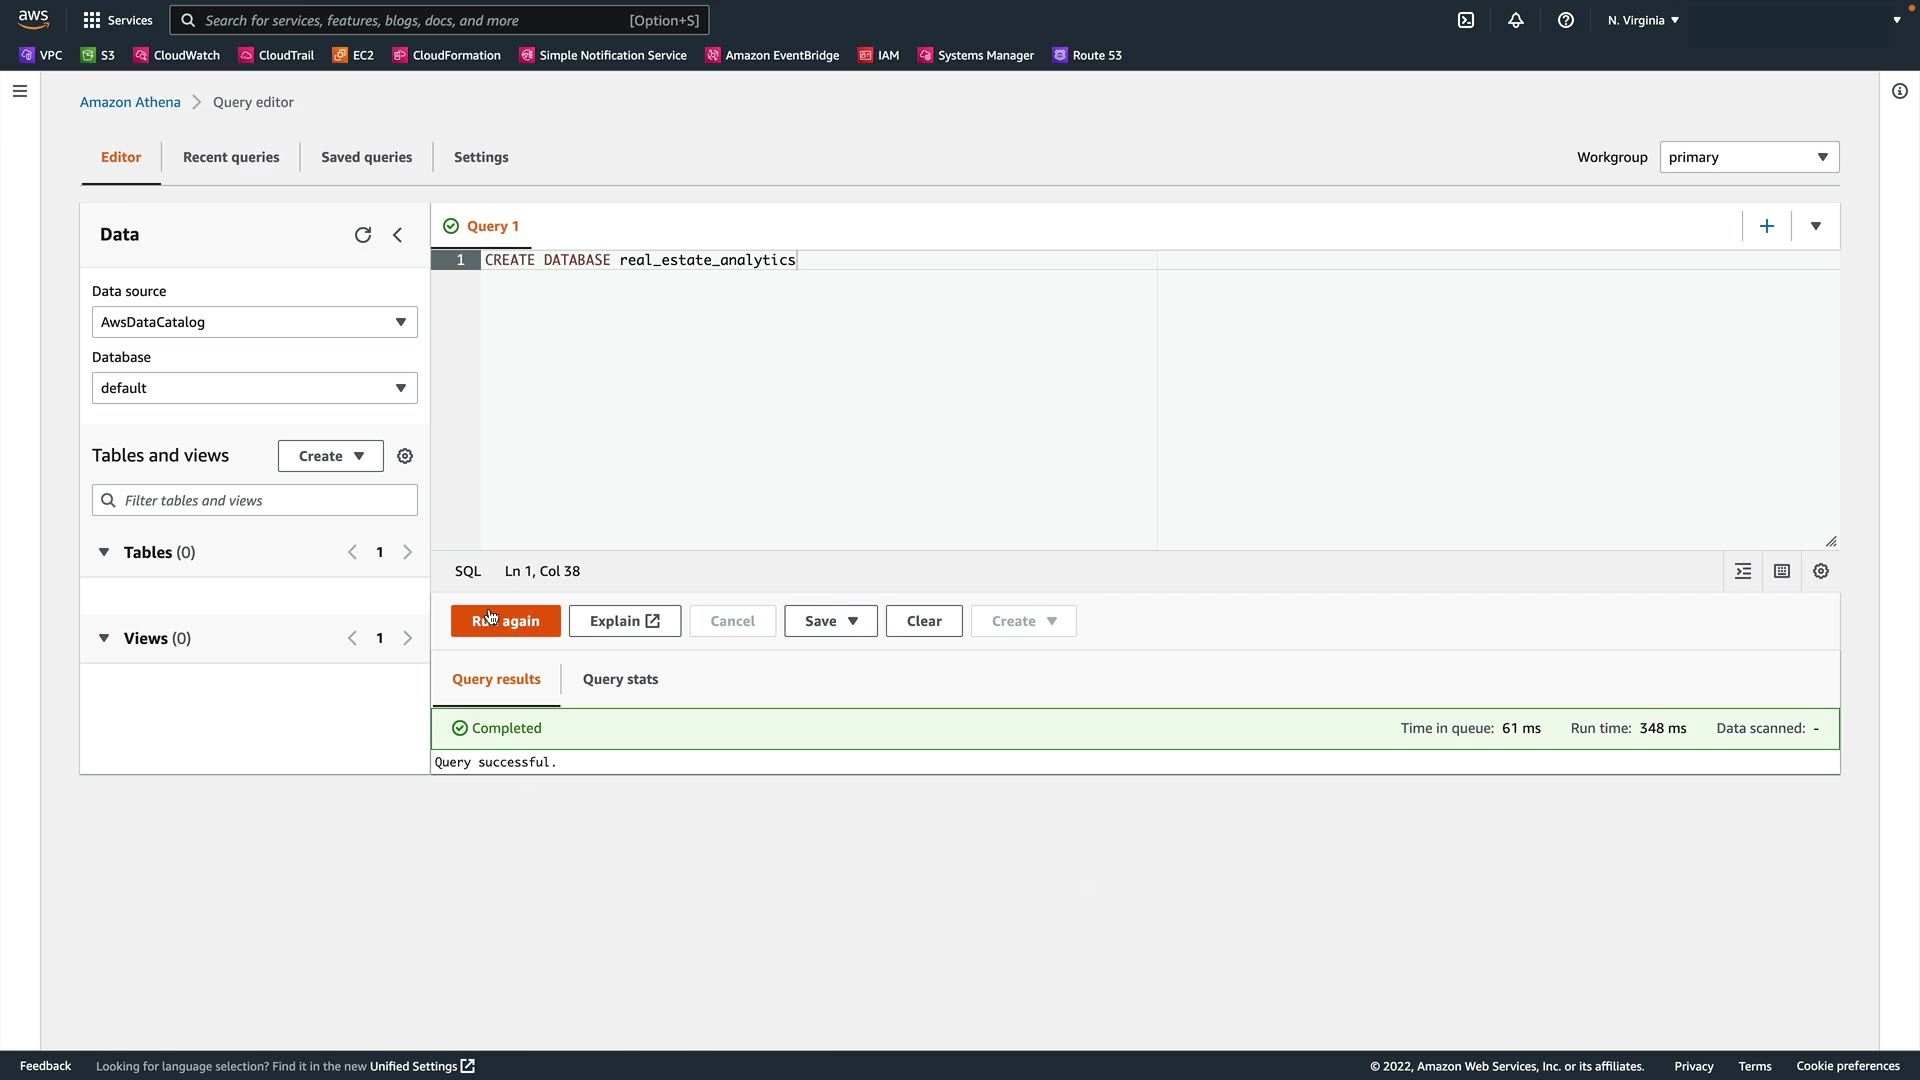 aws
Services
Search for services, features, blogs, docs, and more
[Option+S]
N. Virginia
VPC
S3
CloudWatch
CloudTrail
EC2
CloudFormation
Simple Notification Service
Amazon EventBridge
IAM
Systems Manager
Route 53
Amazon Athena
Query editor
Editor
Recent queries
Saved queries
Settings
Workgroup
primary
Data
Data source
AwsDataCatalog
Database
default
Tables and views
Create
Filter tables and views
Tables (0)
1
Views (0)
1
Query 1
1
CREATE DATABASE real_estate_analytics
SQL
Ln 1, Col 38
Run again
Explain
Cancel
Save
Clear
Create
Query results
Query stats
Completed
Time in queue: 61 ms
Run time: 348 ms
Data scanned: -
Query successful.
Feedback
Looking for language selection? Find it in the new Unified Settings
© 2022, Amazon Web Services, Inc. or its affiliates.
Privacy
Terms
Cookie preferences